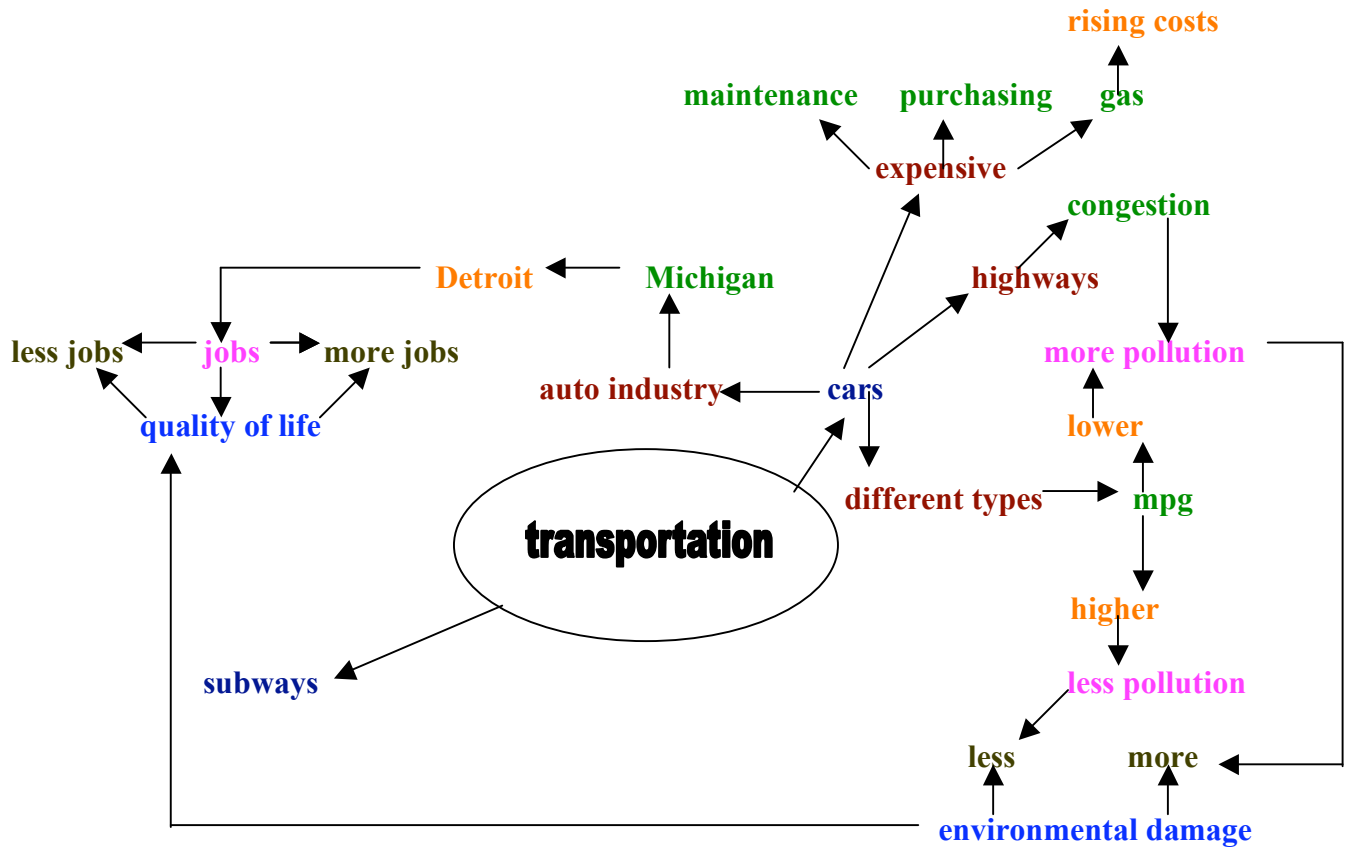 rising costs
maintenance purchasing gas
expensive
congestion
Detroit Michigan highways
less jobs jobs more jobs more pollution
auto industry cars
quality of life lower
different types mpg
transportation
higher
subways less pollution
less more
environmental damage